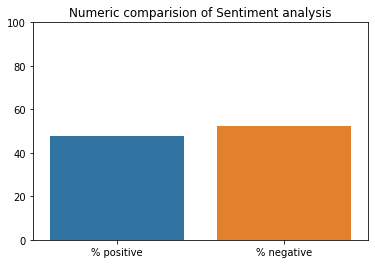 Numeric comparision of Sentiment analysis
100
80
60
40
20
0
% positive
% negative